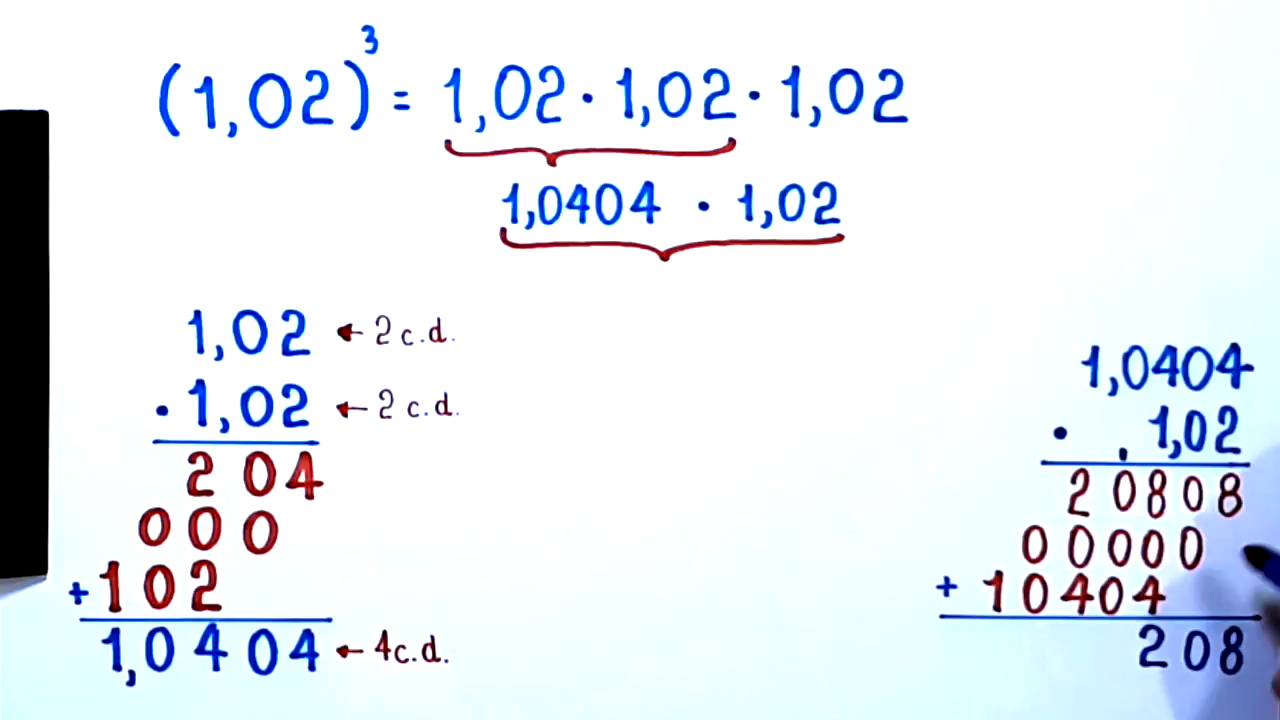 (1,02)³ = 1,02 · 1,02 · 1,02
1,0404 · 1,02
1,02 ← 2 c.d.
· 1,02 ← 2 c.d.
2 0 4
0 0 0
+ 1 0 2
1,0 4 0 4 ← 4 c.d.
1,0404
· 1,02
2 0 8 0 8
0 0 0 0 0
+ 1 0 4 0 4
2 0 8